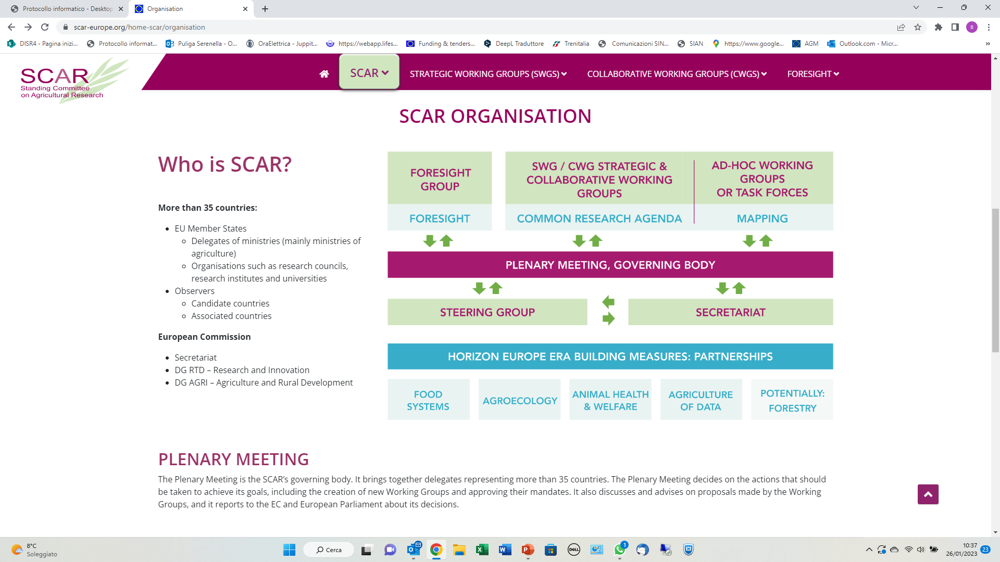 Protocollo informatico - Desktop
Organisation
scar-europe.org/home-scar/organisation
S
DISR4 - Pagina inizi...
Protocollo informat...
Puliga Serenella - O...
OraElettrica - Juppit...
https://webapp.lifes...
Funding & tenders...
DeepL Traduttore
Trenitalia
Comunicazioni SIN...
SIAN
https://www.google...
AGM
Outlook.com - Micr...
»
SCAR
Standing Committee
on Agricultural Research
SCAR
STRATEGIC WORKING GROUPS (SWGS)
COLLABORATIVE WORKING GROUPS (CWGS)
FORESIGHT
SCAR ORGANISATION
Who is SCAR?
More than 35 countries:
EU Member States
Delegates of ministries (mainly ministries of
agriculture)
Organisations such as research councils,
research institutes and universities
Observers
Candidate countries
Associated countries
European Commission
Secretariat
DG RTD – Research and Innovation
DG AGRI – Agriculture and Rural Development
FORESIGHT
GROUP
FORESIGHT
SWG / CWG STRATEGIC &
COLLABORATIVE WORKING
GROUPS
COMMON RESEARCH AGENDA
AD-HOC WORKING
GROUPS
OR TASK FORCES
MAPPING
PLENARY MEETING, GOVERNING BODY
STEERING GROUP
SECRETARIAT
HORIZON EUROPE ERA BUILDING MEASURES: PARTNERSHIPS
FOOD
SYSTEMS
AGROECOLOGY
ANIMAL HEALTH
& WELFARE
AGRICULTURE
OF DATA
POTENTIALLY:
FORESTRY
PLENARY MEETING
The Plenary Meeting is the SCAR’s governing body. It brings together delegates representing more than 35 countries. The Plenary Meeting decides on the actions that should
be taken to achieve its goals, including the creation of new Working Groups and approving their mandates. It also discusses and advises on proposals made by the Working
Groups, and it reports to the EC and European Parliament about its decisions.
8°C
Soleggiato
Cerca
DELL
1
10:37
26/01/2023
23